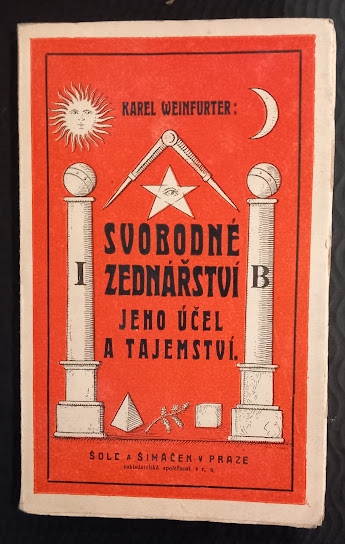 KAREL WEINFURTER:
SVOBODNÉ
ZEDNÁŘSTVÍ
I
B
JEHO ÚČEL
A TAJEMSTVÍ.
ŠOLC A ŠIMÁČEK V PRAZE
nakladatelská společnost, s r. o.